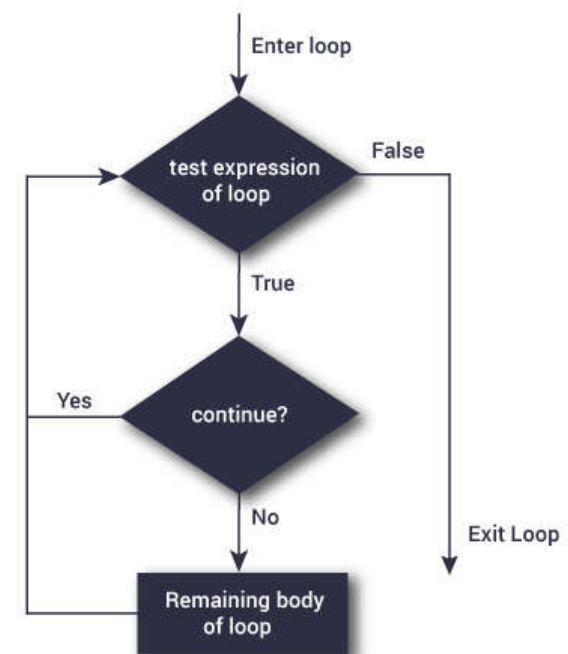 Enter loop
test expression
of loop
False
True
Yes
continue?
No
Exit Loop
Remaining body
of loop